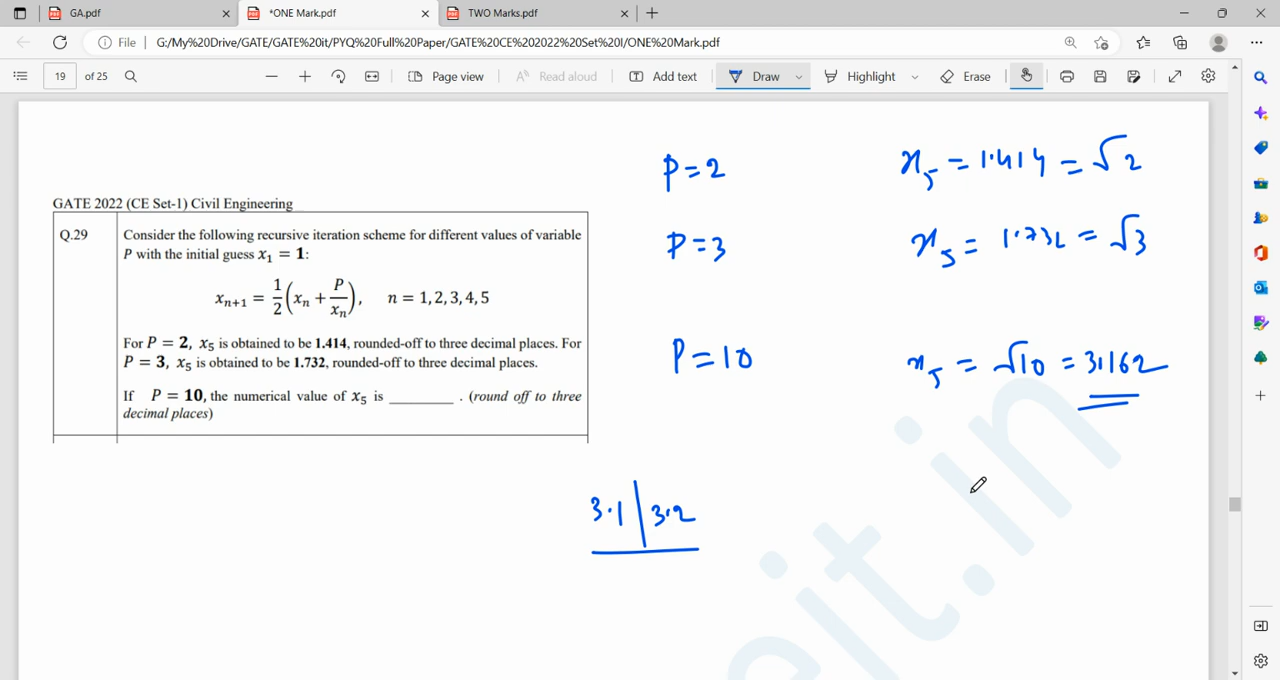 GA.pdf
*ONE Mark.pdf
TWO Marks.pdf
File
G:/My%20Drive/GATE/GATE%20it/PYQ%20Full%20Paper/GATE%20CE%202022%20Set%20I/ONE%20Mark.pdf
19 of 25
Page view
Read aloud
Add text
Draw
Highlight
Erase
GATE 2022 (CE Set-1) Civil Engineering
Q.29
Consider the following recursive iteration scheme for different values of variable
P with the initial guess x₁ = 1:
xₙ₊₁ = 1/2 (xₙ + P/xₙ), n = 1, 2, 3, 4, 5
For P = 2, x₅ is obtained to be 1.414, rounded-off to three decimal places. For
P = 3, x₅ is obtained to be 1.732, rounded-off to three decimal places.
If P = 10, the numerical value of x₅ is ________ . (round off to three
decimal places)
P = 2 x₅ = 1.414 = √2
P = 3 x₅ = 1.732 = √3
P = 10 x₅ = √10 = 3.162
3.1 | 3.2
eit.in